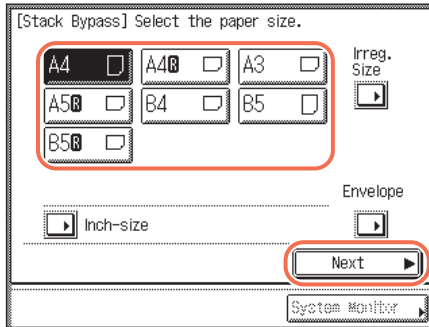 [Stack Bypass] Select the paper size.
A4 A4R A3
Irreg.
Size
A5R B4 B5
B5R
Envelope
Inch-size
Next
System Monitor